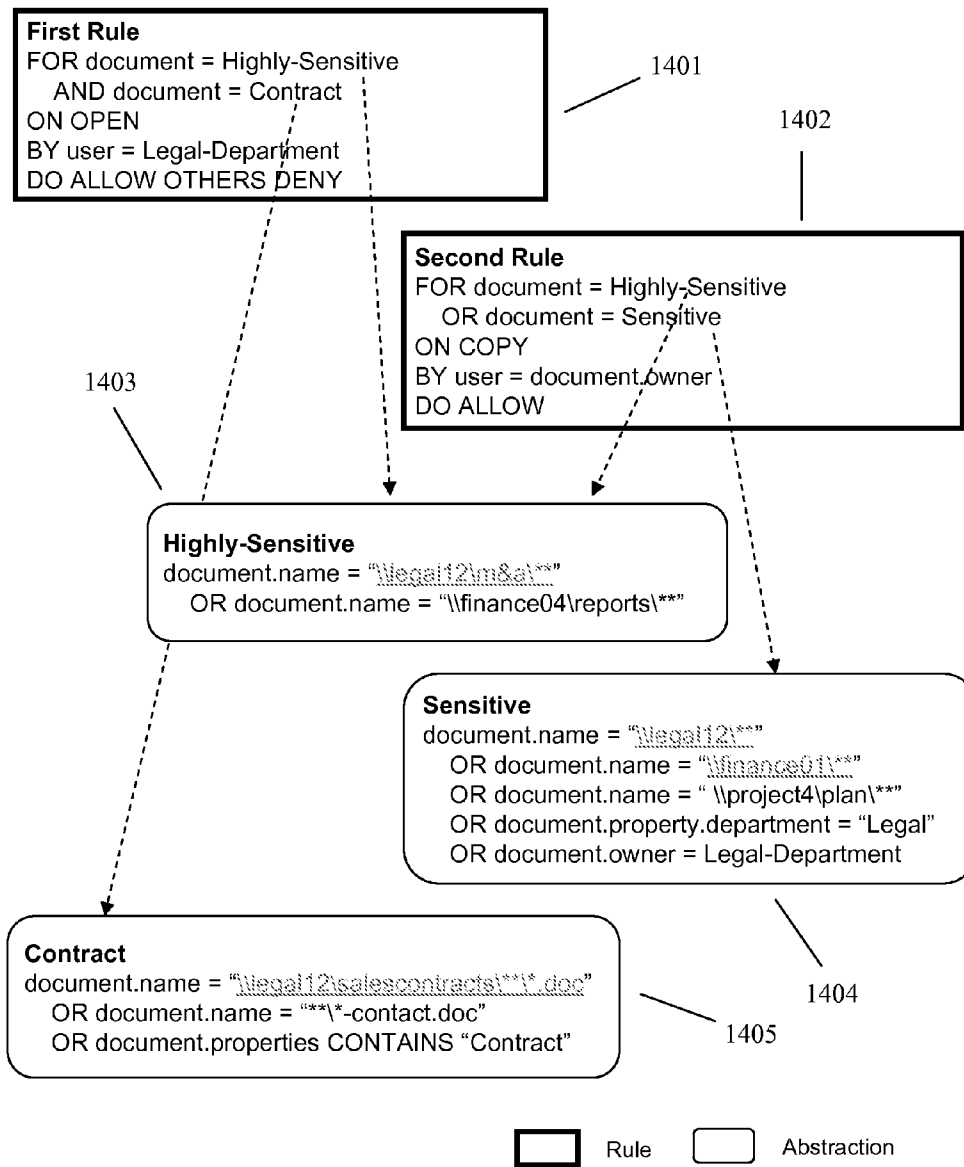 First Rule
FOR document = Highly-Sensitive
AND document = Contract
ON OPEN
BY user = Legal-Department
DO ALLOW OTHERS DENY
1401
1402
Second Rule
FOR document = Highly-Sensitive
OR document = Sensitive
ON COPY
BY user = document.owner
DO ALLOW
1403
Highly-Sensitive
document.name = “\\legal12\m&a\**”
OR document.name = “\\finance04\reports\**”
Sensitive
document.name = “\\legal12\**”
OR document.name = “\\finance01\**”
OR document.name = “ \\project4\plan\**”
OR document.property.department = “Legal”
OR document.owner = Legal-Department
1404
Contract
document.name = “\\legal12\salescontracts\**\*.doc”
OR document.name = “**\*-contact.doc”
OR document.properties CONTAINS “Contract”
1405
Rule
Abstraction